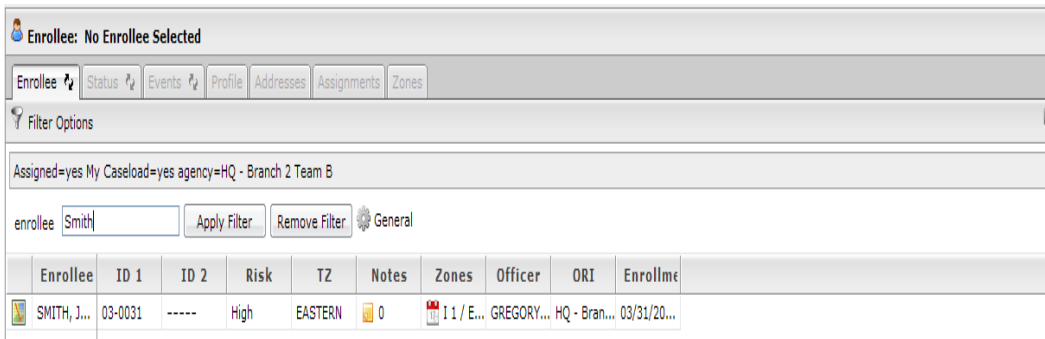 Enrollee: No Enrollee Selected
Enrollee Status Events Profile Addresses Assignments Zones
Filter Options
Assigned=yes My Caseload=yes agency=HQ - Branch 2 Team B
enrollee Smith Apply Filter Remove Filter General
Enrollee ID 1 ID 2 Risk TZ Notes Zones Officer ORI Enrollme
SMITH, J... 03-0031 ----- High EASTERN 0 I 1 / E... GREGORY... HQ - Bran... 03/31/20...